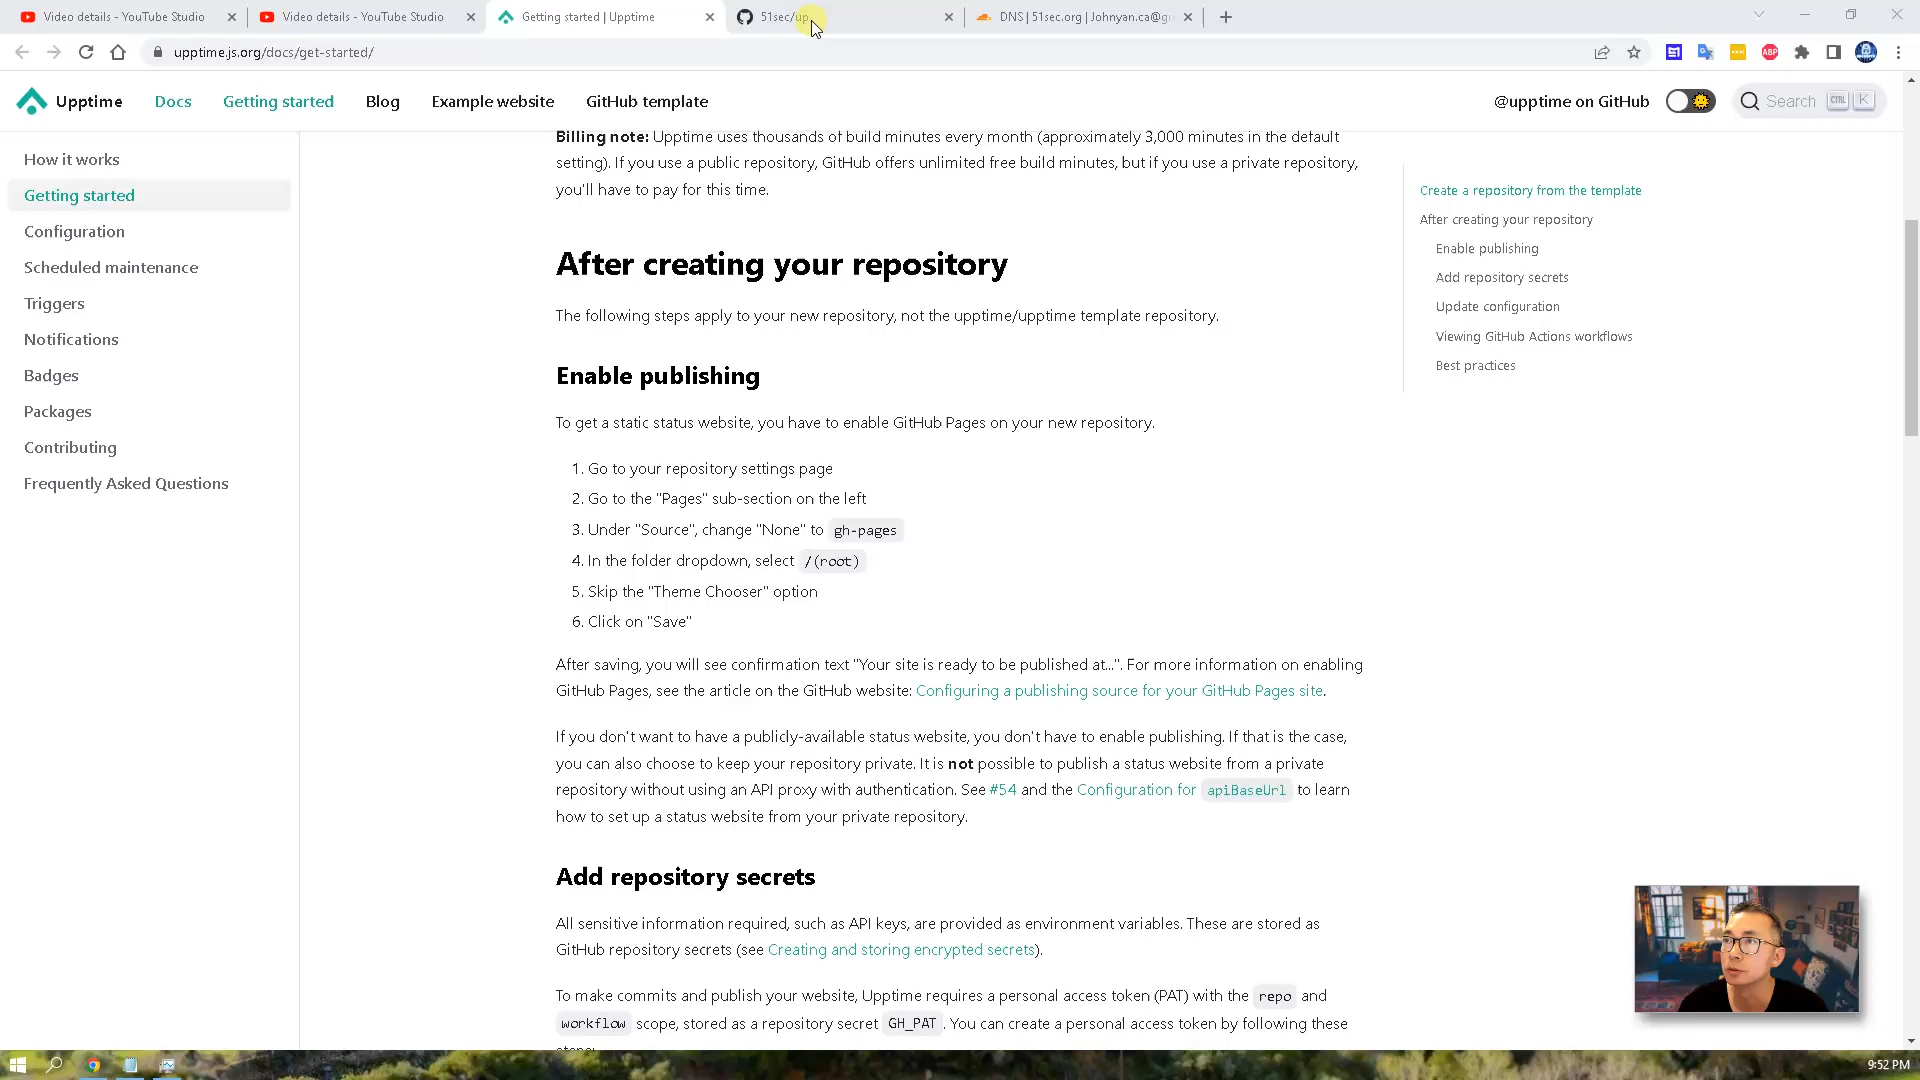 Video details - YouTube Studio
Video details - YouTube Studio
Getting started | Upptime
51sec/up
DNS | 51sec.org | Johnyan.ca@g
upptime.js.org/docs/get-started/
ABP
Upptime
Docs
Getting started
Blog
Example website
GitHub template
@upptime on GitHub
Search
CTRL
K
How it works
Getting started
Configuration
Scheduled maintenance
Triggers
Notifications
Badges
Packages
Contributing
Frequently Asked Questions
Billing note: Upptime uses thousands of build minutes every month (approximately 3,000 minutes in the default
setting). If you use a public repository, GitHub offers unlimited free build minutes, but if you use a private repository,
you'll have to pay for this time.
After creating your repository
The following steps apply to your new repository, not the upptime/upptime template repository.
Enable publishing
To get a static status website, you have to enable GitHub Pages on your new repository.
1. Go to your repository settings page
2. Go to the "Pages" sub-section on the left
3. Under "Source", change "None" to gh-pages
4. In the folder dropdown, select /(root)
5. Skip the "Theme Chooser" option
6. Click on "Save"
After saving, you will see confirmation text "Your site is ready to be published at...". For more information on enabling
GitHub Pages, see the article on the GitHub website: Configuring a publishing source for your GitHub Pages site.
If you don't want to have a publicly-available status website, you don't have to enable publishing. If that is the case,
you can also choose to keep your repository private. It is not possible to publish a status website from a private
repository without using an API proxy with authentication. See #54 and the Configuration for apiBaseUrl to learn
how to set up a status website from your private repository.
Add repository secrets
All sensitive information required, such as API keys, are provided as environment variables. These are stored as
GitHub repository secrets (see Creating and storing encrypted secrets).
To make commits and publish your website, Upptime requires a personal access token (PAT) with the repo and
workflow scope, stored as a repository secret GH_PAT. You can create a personal access token by following these
Create a repository from the template
After creating your repository
Enable publishing
Add repository secrets
Update configuration
Viewing GitHub Actions workflows
Best practices
9:52 PM